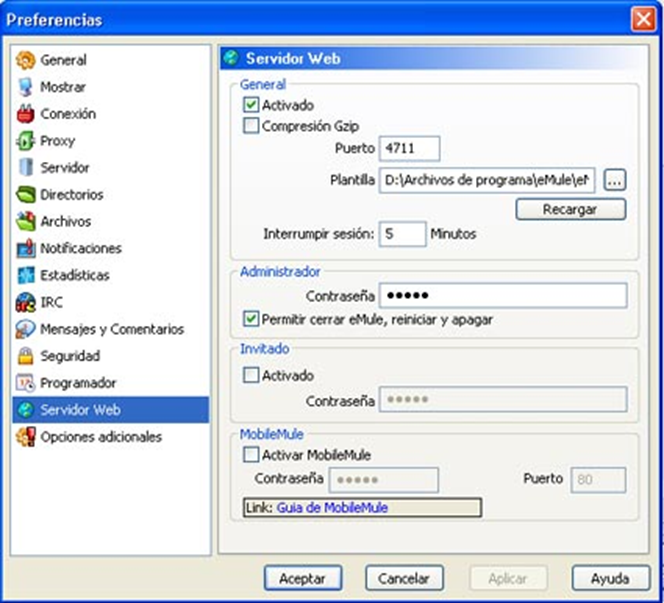 Preferencias
General
Mostrar
Conexión
Proxy
Servidor
Directorios
Archivos
Notificaciones
Estadísticas
IRC
Mensajes y Comentarios
Seguridad
Programador
Servidor Web
Opciones adicionales
Servidor Web
General
Activado
Compresión Gzip
Puerto 4711
Plantilla D:\Archivos de programa\eMule\eM ...
Recargar
Interrumpir sesión: 5 Minutos
Administrador
Contraseña •••••
Permitir cerrar eMule, reiniciar y apagar
Invitado
Activado
Contraseña •••••
MobileMule
Activar MobileMule
Contraseña ••••• Puerto 80
Link: Guia de MobileMule
Aceptar Cancelar Aplicar Ayuda